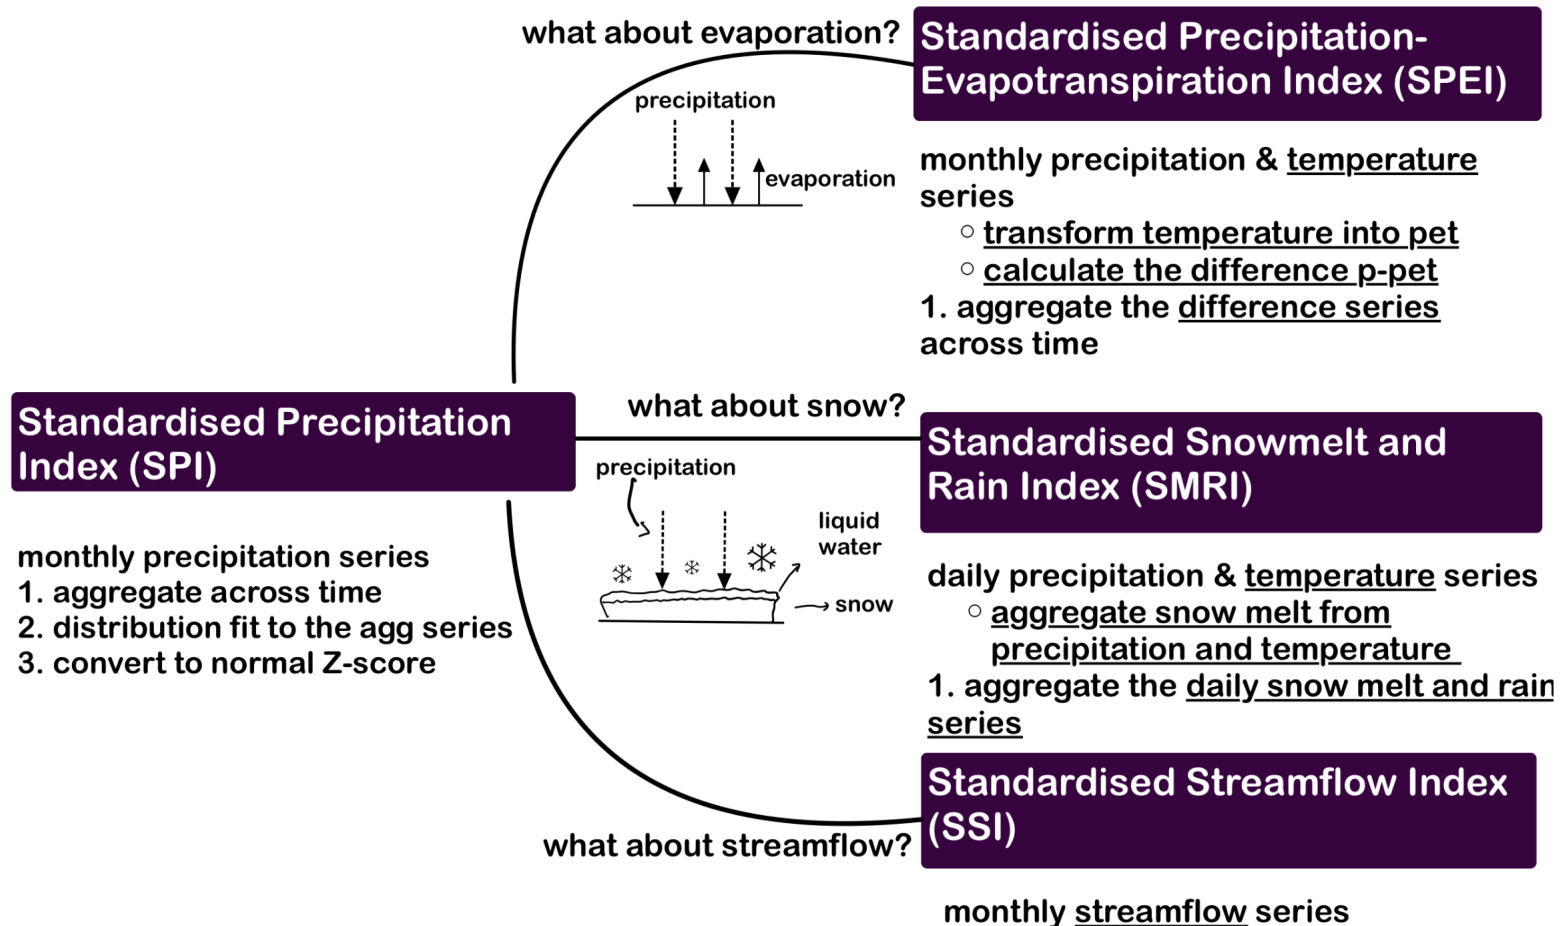 what about evaporation?
Standardised Precipitation-
Evapotranspiration Index (SPEI)
precipitation
evaporation
monthly precipitation & temperature
series
○ transform temperature into pet
○ calculate the difference p-pet
1. aggregate the difference series
across time
Standardised Precipitation
Index (SPI)
monthly precipitation series
1. aggregate across time
2. distribution fit to the agg series
3. convert to normal Z-score
what about snow?
precipitation
liquid
water
snow
Standardised Snowmelt and
Rain Index (SMRI)
daily precipitation & temperature series
○ aggregate snow melt from
precipitation and temperature
1. aggregate the daily snow melt and rain
series
what about streamflow?
Standardised Streamflow Index
(SSI)
monthly streamflow series